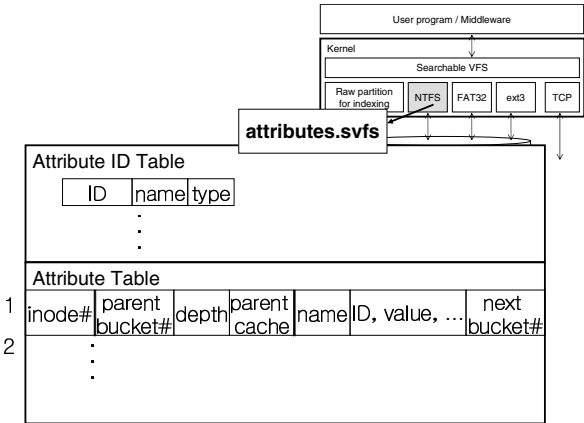 User program / Middleware
Kernel
Searchable VFS
Raw partition
for indexing
NTFS
FAT32
ext3
TCP
attributes.svfs
Attribute ID Table
ID name type
Attribute Table
1
inode#
parent
bucket#
depth
parent
cache
name
ID, value, ...
next
bucket#
2